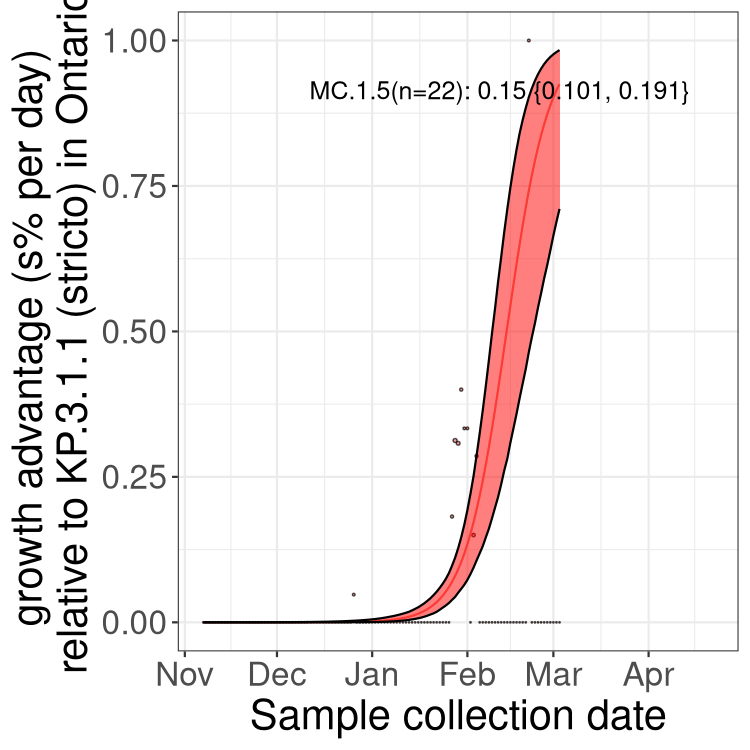 growth advantage (s% per day)
relative to KP.3.1.1 (stricto) in Ontario
1.00
0.75
0.50
0.25
0.00
MC.1.5(n=22): 0.15 {0.101, 0.191}
Nov Dec Jan Feb Mar Apr
Sample collection date